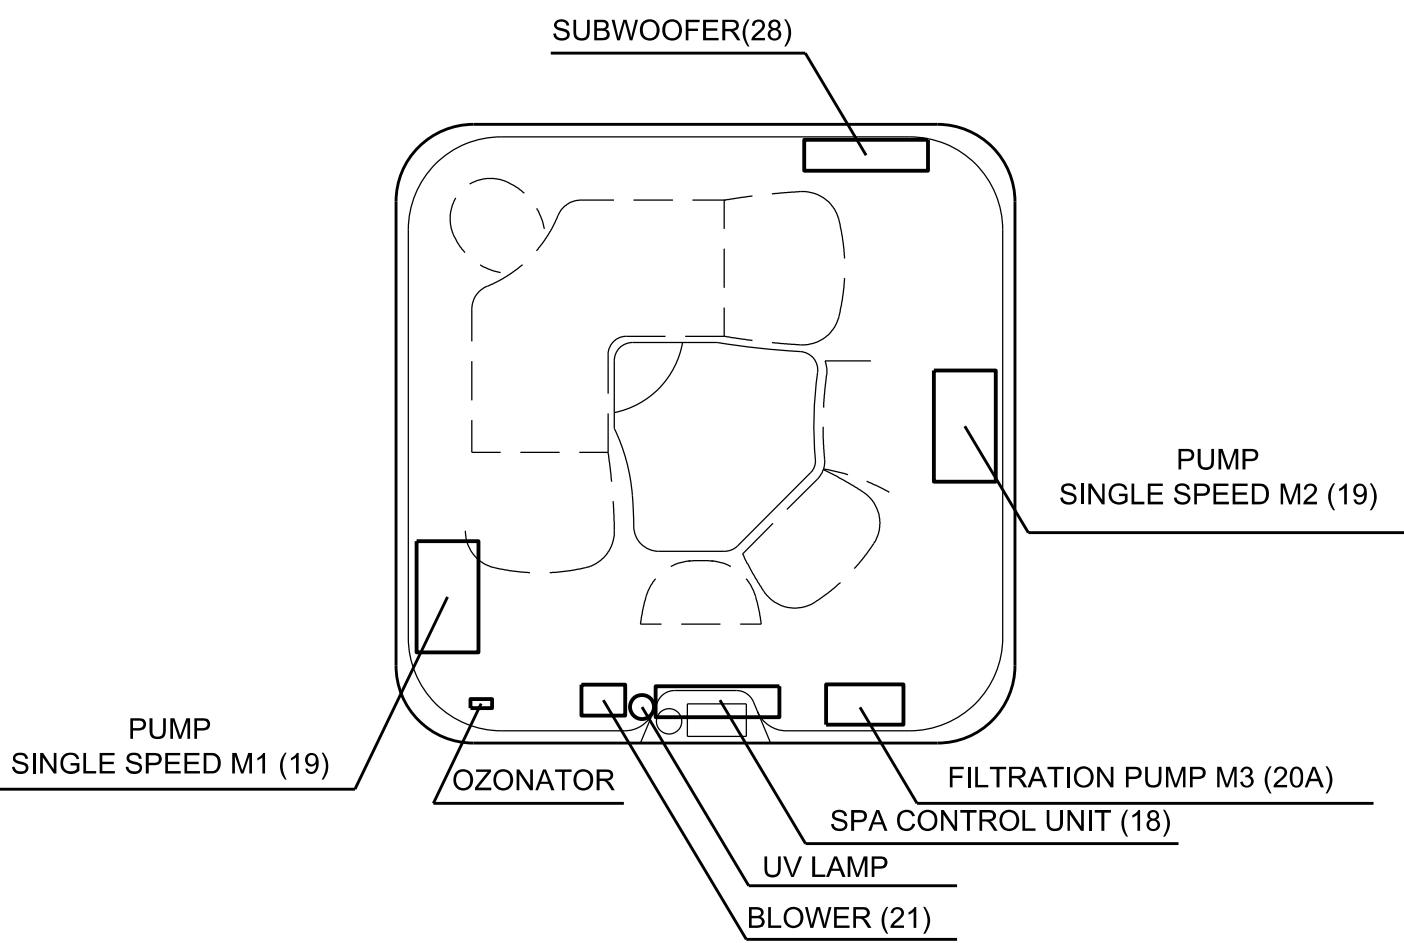 SUBWOOFER(28)
PUMP
SINGLE SPEED M2 (19)
PUMP
SINGLE SPEED M1 (19)
OZONATOR
FILTRATION PUMP M3 (20A)
SPA CONTROL UNIT (18)
UV LAMP
BLOWER (21)